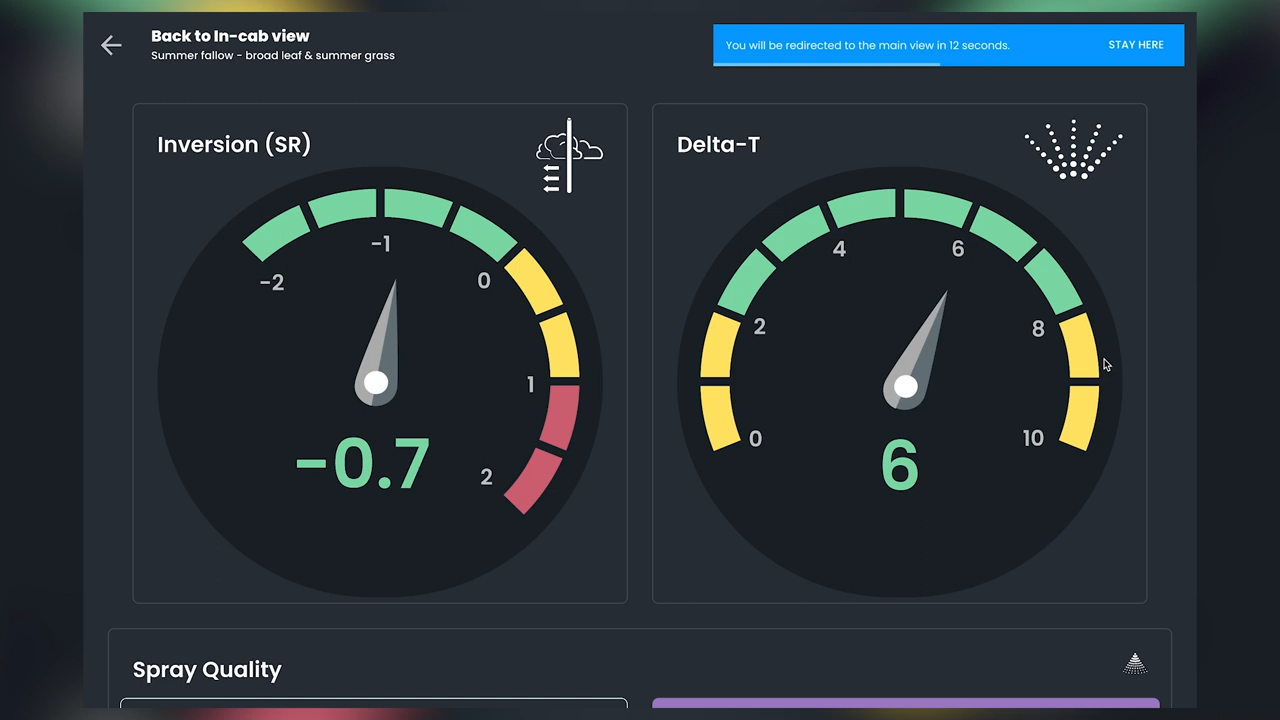 Back to In-cab view
Summer fallow - broad leaf & summer grass
You will be redirected to the main view in 12 seconds.
STAY HERE
Inversion (SR)
-2
-1
0
1
2
-0.7
Delta-T
0
2
4
6
8
10
6
Spray Quality